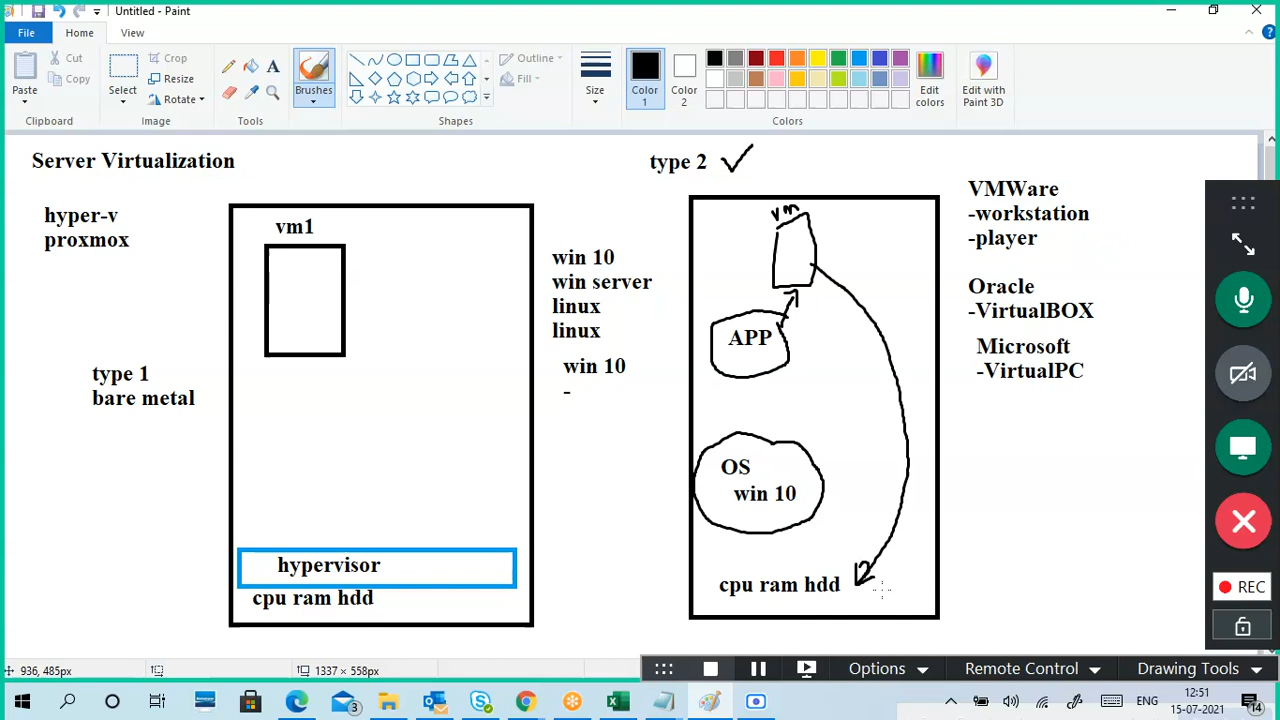 Untitled - Paint
File
Home
View
Paste
Cut
Copy
Clipboard
Select
Crop
Resize
Rotate
Image
Tools
Brushes
Outline
Fill
Shapes
Size
Color 1
Color 2
Edit colors
Edit with Paint 3D
Colors
Server Virtualization
hyper-v
proxmox
type 1
bare metal
vm1
hypervisor
cpu ram hdd
win 10
win server
linux
linux
win 10
-
type 2
vm
APP
OS
win 10
cpu ram hdd
VMWare
-workstation
-player
Oracle
-VirtualBOX
Microsoft
-VirtualPC
REC
936, 485px
1337 × 558px
Options
Remote Control
Drawing Tools
3
ENG
12:51
15-07-2021
14